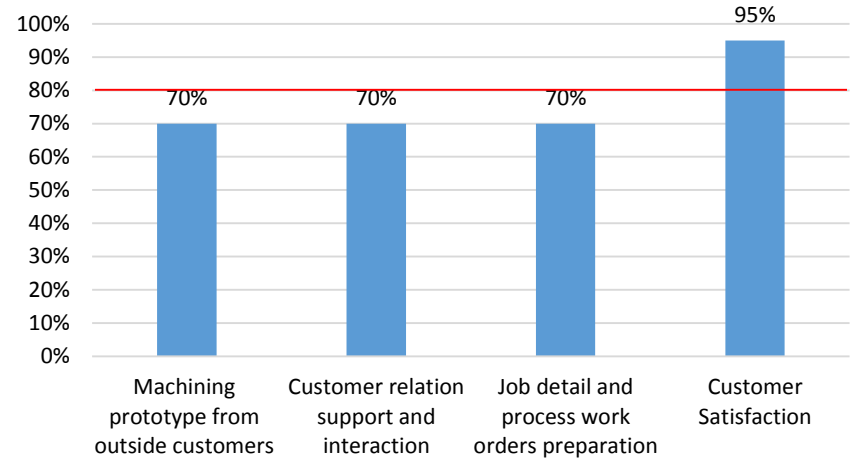 95%
100%
90%
80%
70% 70% 70%
70%
60%
50%
40%
30%
20%
10%
0%
Machining
prototype from
outside customers
Customer relation
support and
interaction
Job detail and
process work
orders preparation
Customer
Satisfaction